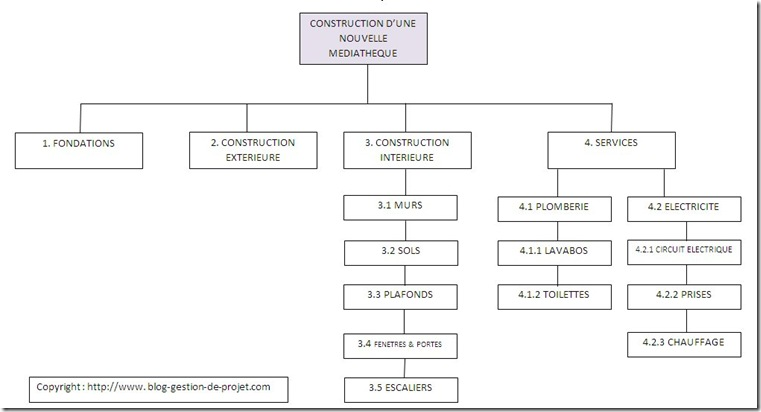 CONSTRUCTION D'UNE
NOUVELLE
MEDIATHEQUE
1. FONDATIONS
2. CONSTRUCTION
EXTERIEURE
3. CONSTRUCTION
INTERIEURE
4. SERVICES
3.1 MURS
3.2 SOLS
3.3 PLAFONDS
3.4 FENETRES & PORTES
3.5 ESCALIERS
4.1 PLOMBERIE
4.1.1 LAVABOS
4.1.2 TOILETTES
4.2 ELECTRICITE
4.2.1 CIRCUIT ELECTRIQUE
4.2.2 PRISES
4.2.3 CHAUFFAGE
Copyright : http://www. blog-gestion-de-projet.com